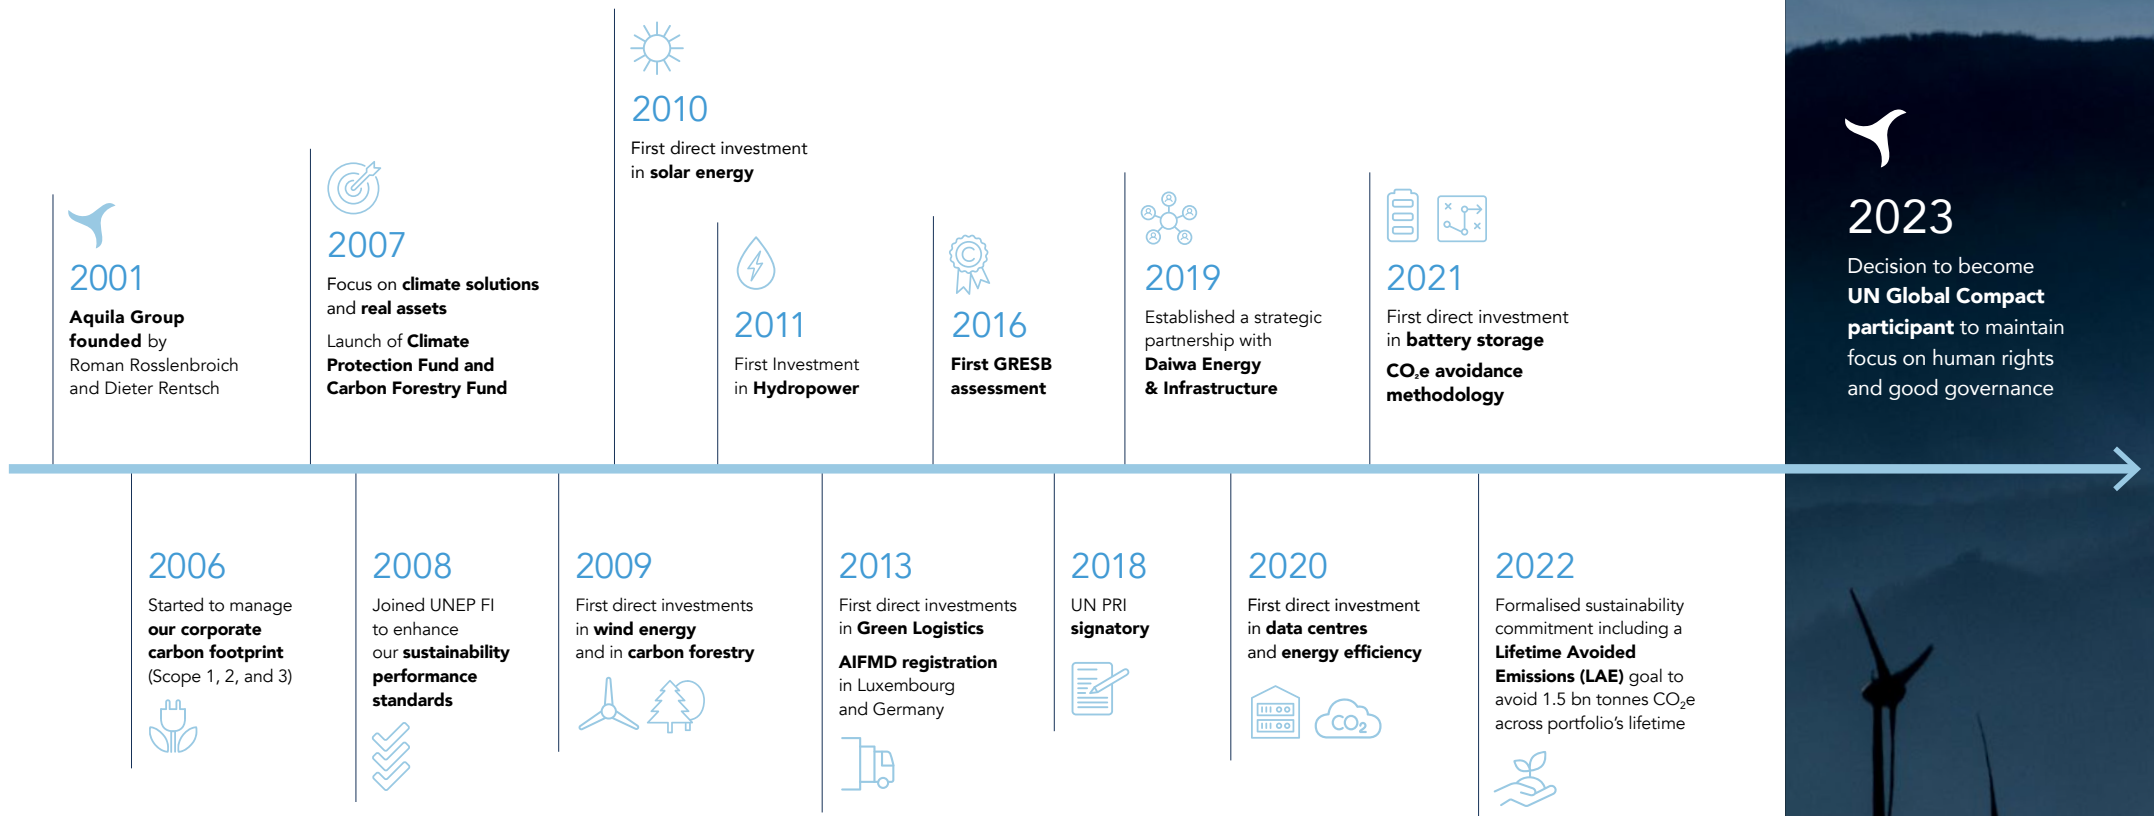 2010
First direct investment
in solar energy
2001
Aquila Group
founded by
Roman Rosslenbroich
and Dieter Rentsch
2007
Focus on climate solutions
and real assets
Launch of Climate
Protection Fund and
Carbon Forestry Fund
2011
First Investment
in Hydropower
2016
First GRESB
assessment
2019
Established a strategic
partnership with
Daiwa Energy
& Infrastructure
2021
First direct investment
in battery storage
CO₂e avoidance
methodology
2023
Decision to become
UN Global Compact
participant to maintain
focus on human rights
and good governance
2006
Started to manage
our corporate
carbon footprint
(Scope 1, 2, and 3)
2008
Joined UNEP FI
to enhance
our sustainability
performance
standards
2009
First direct investments
in wind energy
and in carbon forestry
2013
First direct investments
in Green Logistics
AIFMD registration
in Luxembourg
and Germany
2018
UN PRI
signatory
2020
First direct investment
in data centres
and energy efficiency
CO₂
2022
Formalised sustainability
commitment including a
Lifetime Avoided
Emissions (LAE) goal to
avoid 1.5 bn tonnes CO₂e
across portfolio’s lifetime